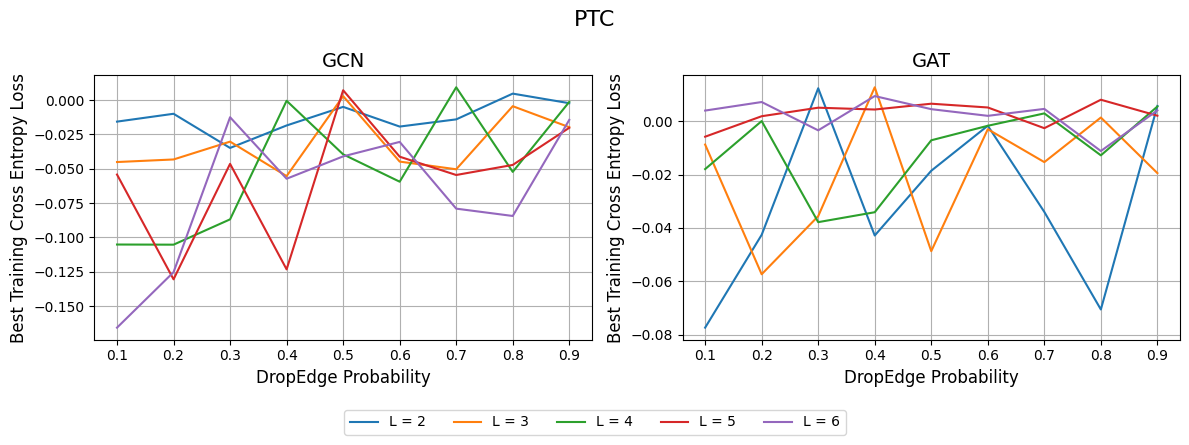 PTC
GCN
Best Training Cross Entropy Loss
0.000
−0.025
−0.050
−0.075
−0.100
−0.125
−0.150
0.1 0.2 0.3 0.4 0.5 0.6 0.7 0.8 0.9
DropEdge Probability
GAT
Best Training Cross Entropy Loss
0.00
−0.02
−0.04
−0.06
−0.08
0.1 0.2 0.3 0.4 0.5 0.6 0.7 0.8 0.9
DropEdge Probability
L = 2 L = 3 L = 4 L = 5 L = 6